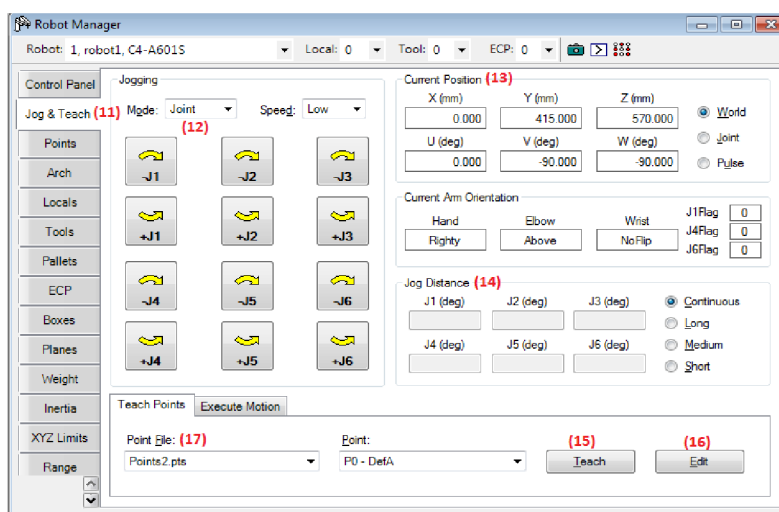 Robot Manager
Robot: 1, robot1, C4-A601S Local: 0 Tool: 0 ECP: 0
Control Panel
Jog & Teach (11)
Points
Arch
Locals
Tools
Pallets
ECP
Boxes
Planes
Weight
Inertia
XYZ Limits
Range
Jogging
Mode: Joint Speed: Low
(12)
-J1 -J2 -J3
+J1 +J2 +J3
-J4 -J5 -J6
+J4 +J5 +J6
Current Position (13)
X (mm) Y (mm) Z (mm)
0.000 415.000 570.000 World
U (deg) V (deg) W (deg) Joint
0.000 -90.000 -90.000 Pulse
Current Arm Orientation
Hand Elbow Wrist J1Flag 0
Righty Above NoFlip J4Flag 0
J6Flag 0
Jog Distance (14)
J1 (deg) J2 (deg) J3 (deg) Continuous
Long
J4 (deg) J5 (deg) J6 (deg) Medium
Short
Teach Points Execute Motion
Point File: (17) Point: (15) (16)
Points2.pts P0 - DefA Teach Edit